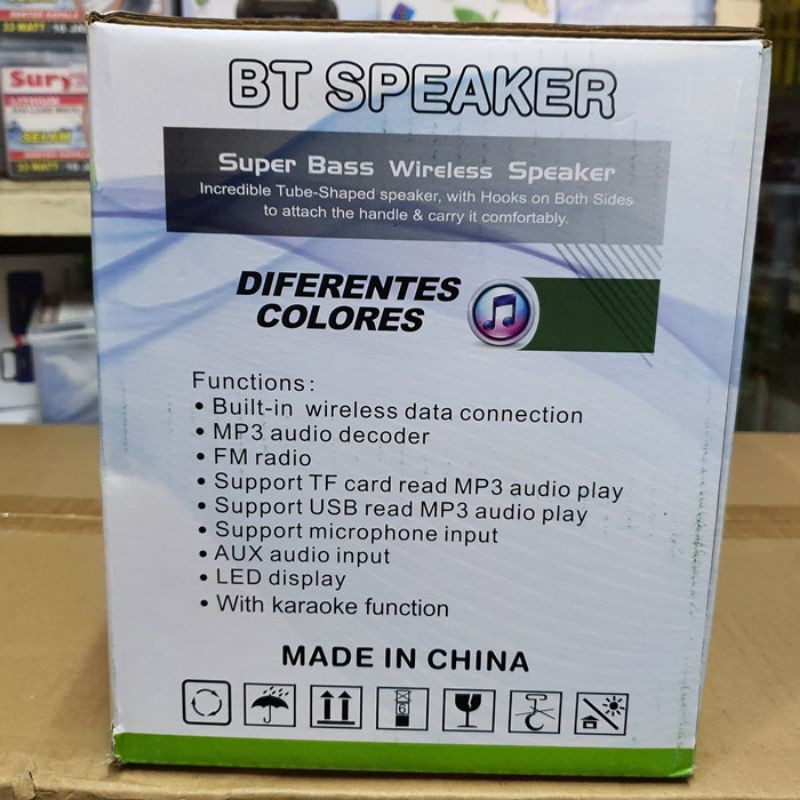 BT SPEAKER
Super Bass Wireless Speaker
Incredible Tube-Shaped speaker, with Hooks on Both Sides
to attach the handle & carry it comfortably.
DIFERENTES
COLORES
Functions:
• Built-in wireless data connection
• MP3 audio decoder
• FM radio
• Support TF card read MP3 audio play
• Support USB read MP3 audio play
• Support microphone input
• AUX audio input
• LED display
• With karaoke function
MADE IN CHINA
6
Sury
LITHIUM